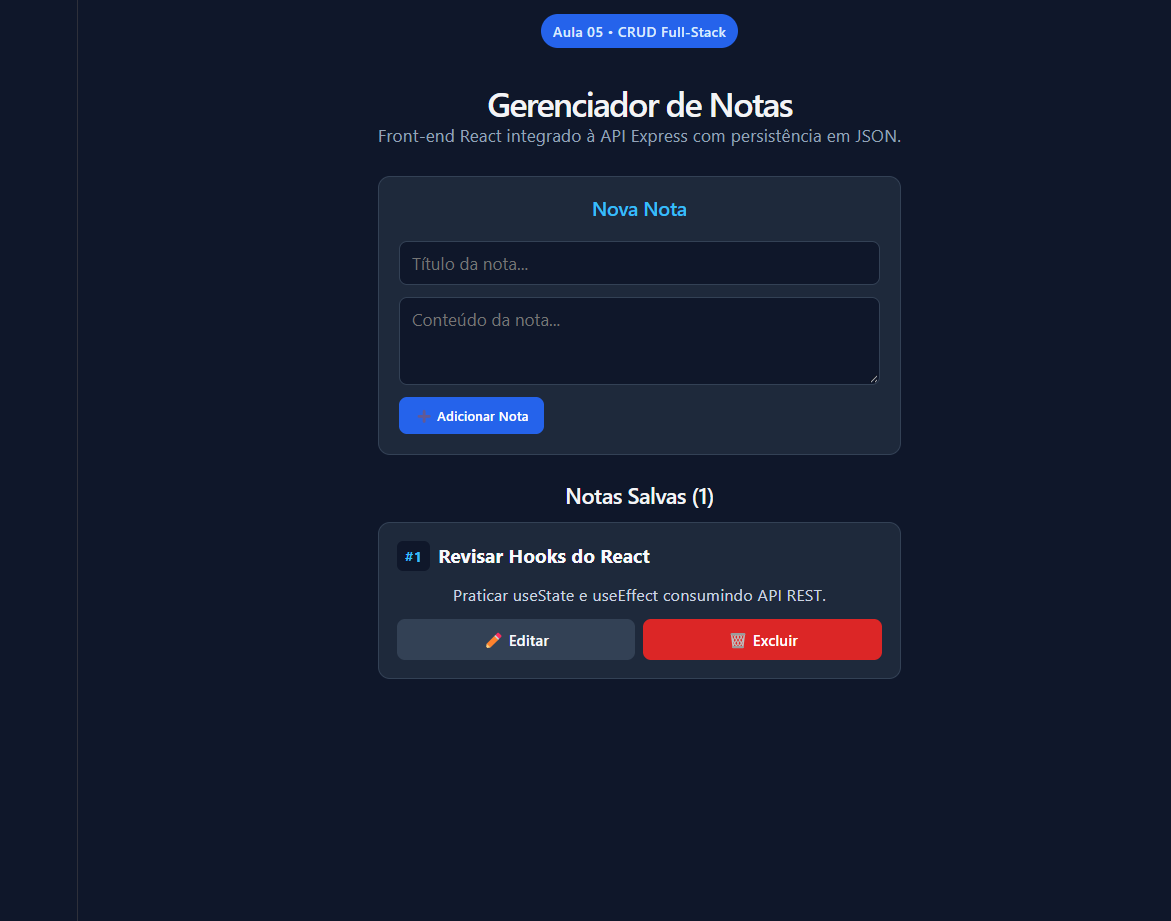 Aula 05 • CRUD Full-Stack
Gerenciador de Notas
Front-end React integrado à API Express com persistência em JSON.
Nova Nota
Título da nota...
Conteúdo da nota...
➕ Adicionar Nota
Notas Salvas (1)
#1 Revisar Hooks do React
Praticar useState e useEffect consumindo API REST.
✏️ Editar
🗑️ Excluir